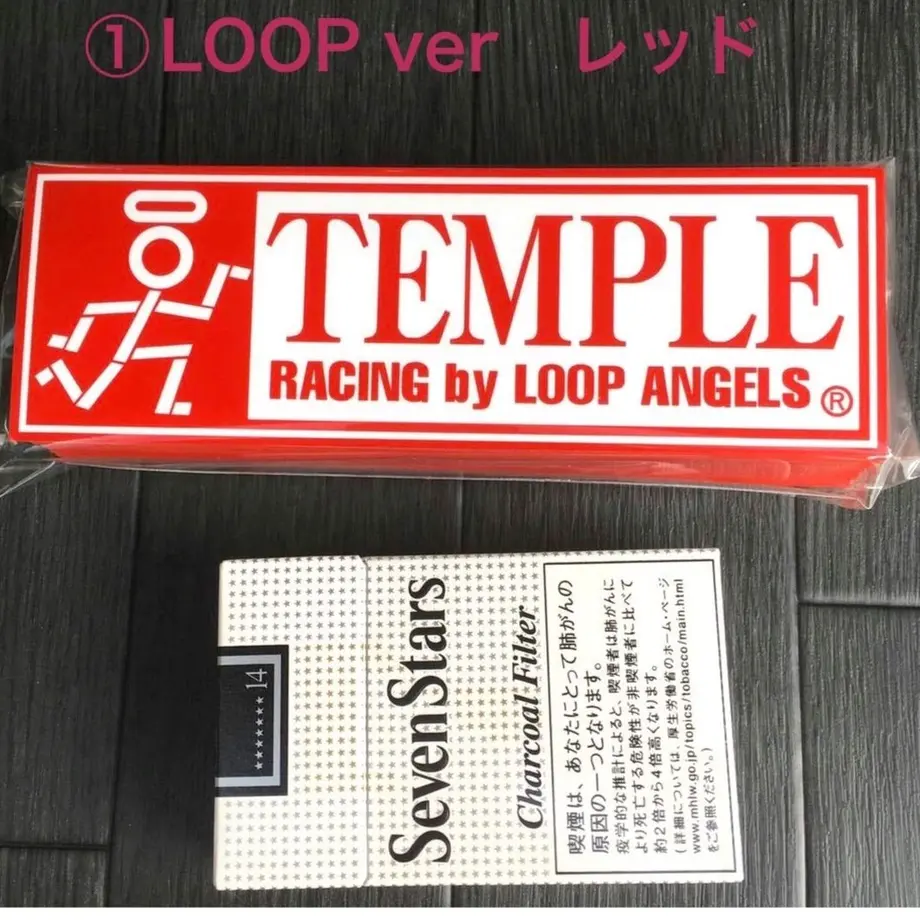 ①LOOP ver レッド
TEMPLE
RACING by LOOP ANGELS ®
14
SevenStars
Charcoal Filter
喫煙は、あなたにとって肺がんの
原因の一つとなります。
疫学的な推計によると、喫煙者は肺がんに
より死亡する危険性が非喫煙者に比べて
約2倍から4倍高くなります。
(詳細については、厚生労働省のホーム・ページ
www.mhlw.go.jp/topics/tobacco/main.html
をご参照ください。)